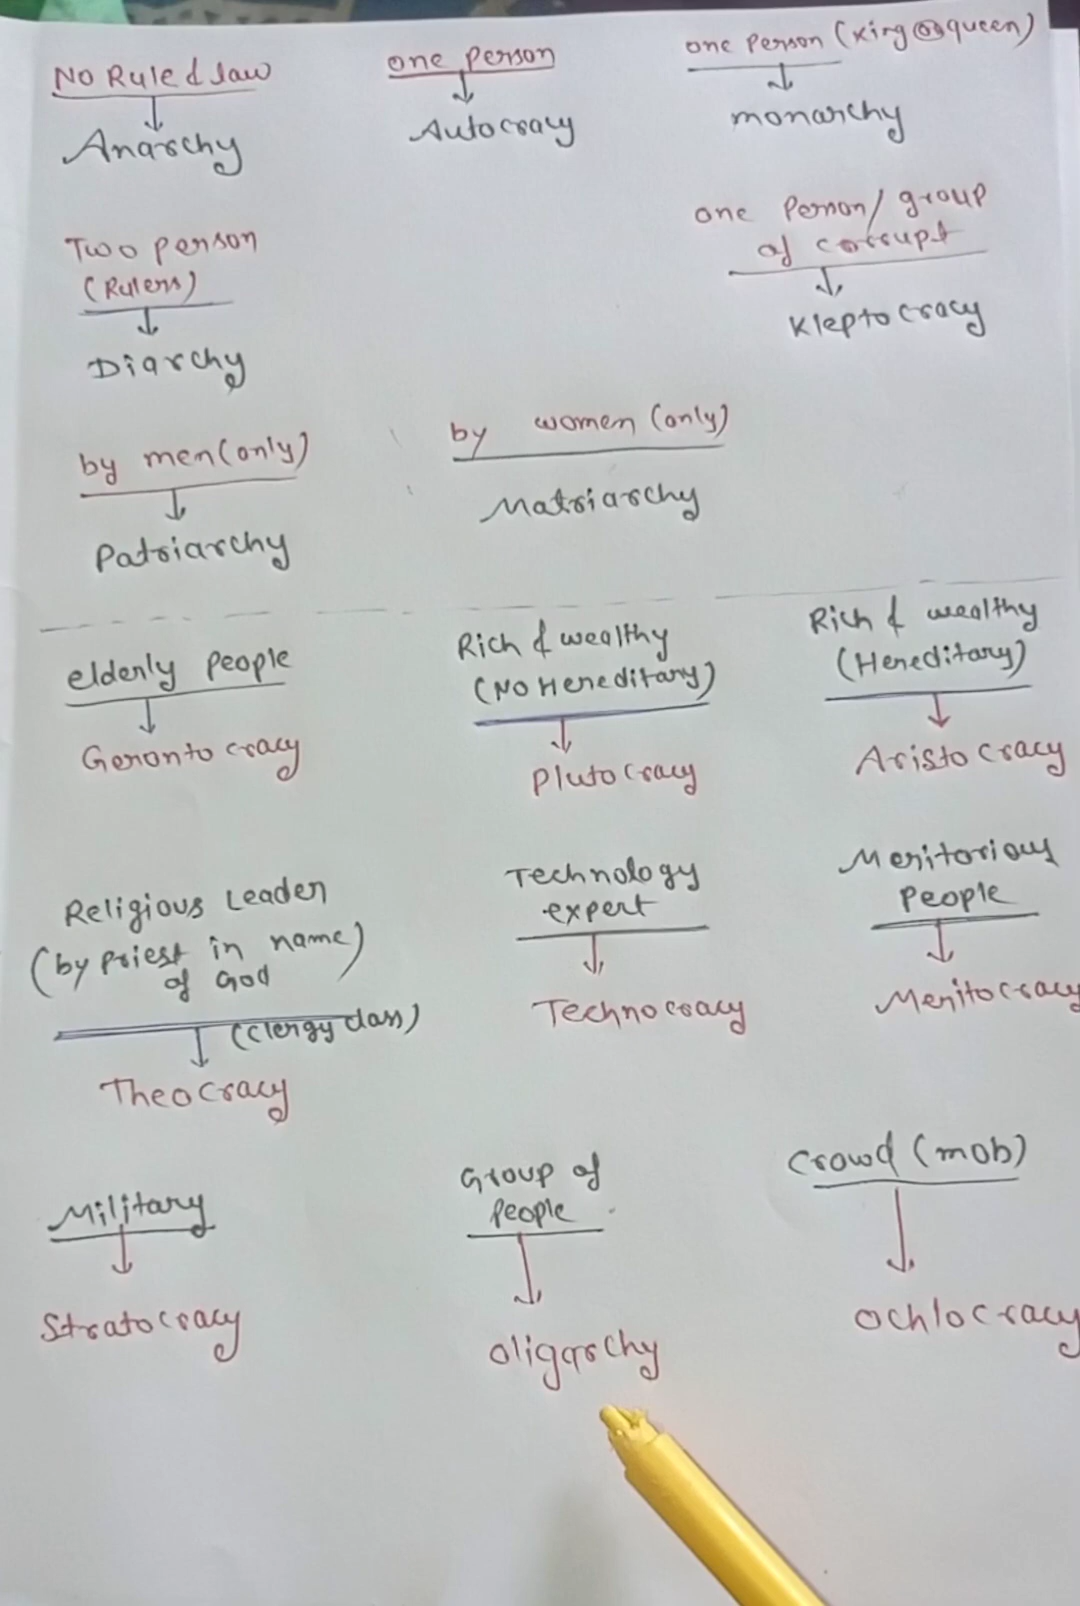 No Rule & law
Anarchy
one person
Autocracy
one person (King or queen)
monarchy
Two person
(Rulers)
Diarchy
one person/group
of corrupt
Kleptocracy
by men (only)
Patriarchy
by women (only)
Matriarchy
elderly people
Gerontocracy
Rich & wealthy
(No Hereditary)
Plutocracy
Rich & wealthy
(Hereditary)
Aristocracy
Religious Leader
(by priest in name
of God)
(Clergy class)
Theocracy
Technology
expert
Technocracy
Meritorious
People
Meritocracy
Military
Stratocracy
Group of
People
Oligarchy
Crowd (mob)
Ochlocracy